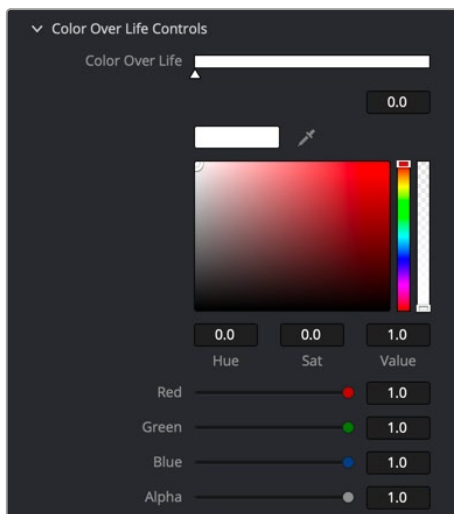 Color Over Life Controls
Color Over Life
0.0
0.0 0.0 1.0
Hue Sat Value
Red 1.0
Green 1.0
Blue 1.0
Alpha 1.0